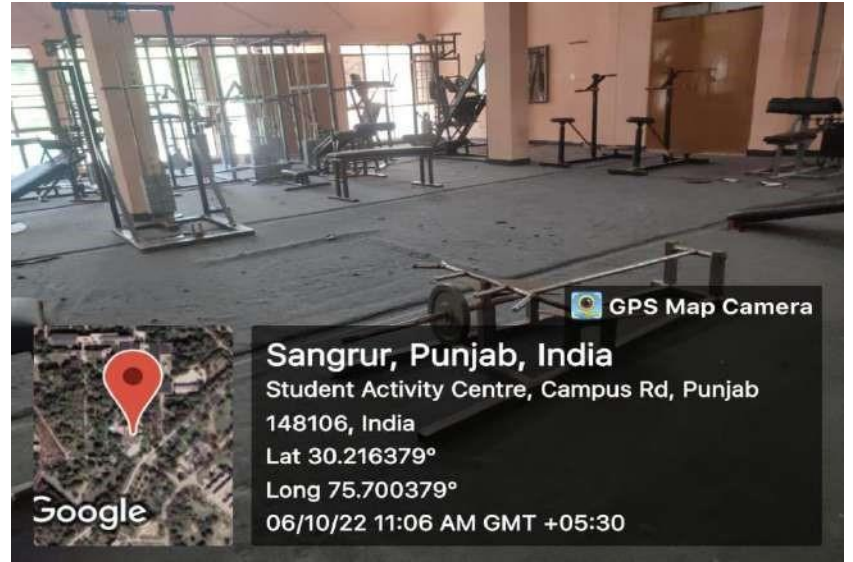 GPS Map Camera
Sangrur, Punjab, India
Student Activity Centre, Campus Rd, Punjab
148106, India
Lat 30.216379°
Long 75.700379°
06/10/22 11:06 AM GMT +05:30
Google